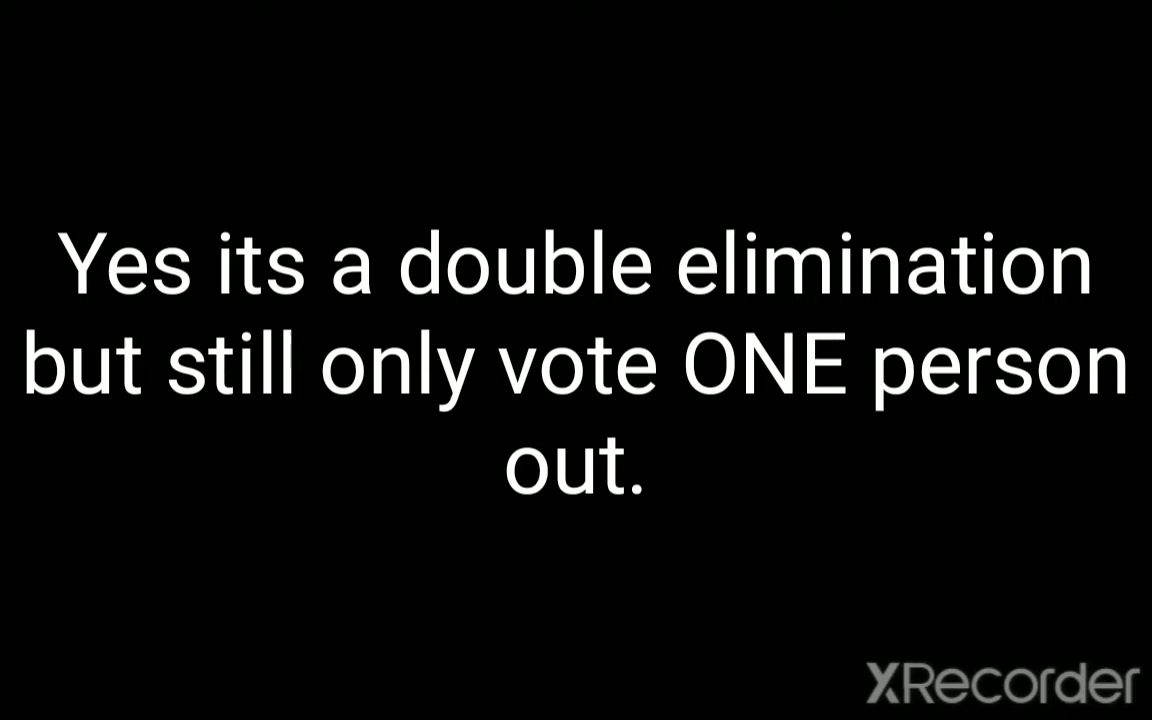 Yes its a double elimination
but still only vote ONE person
out.
XRecorder